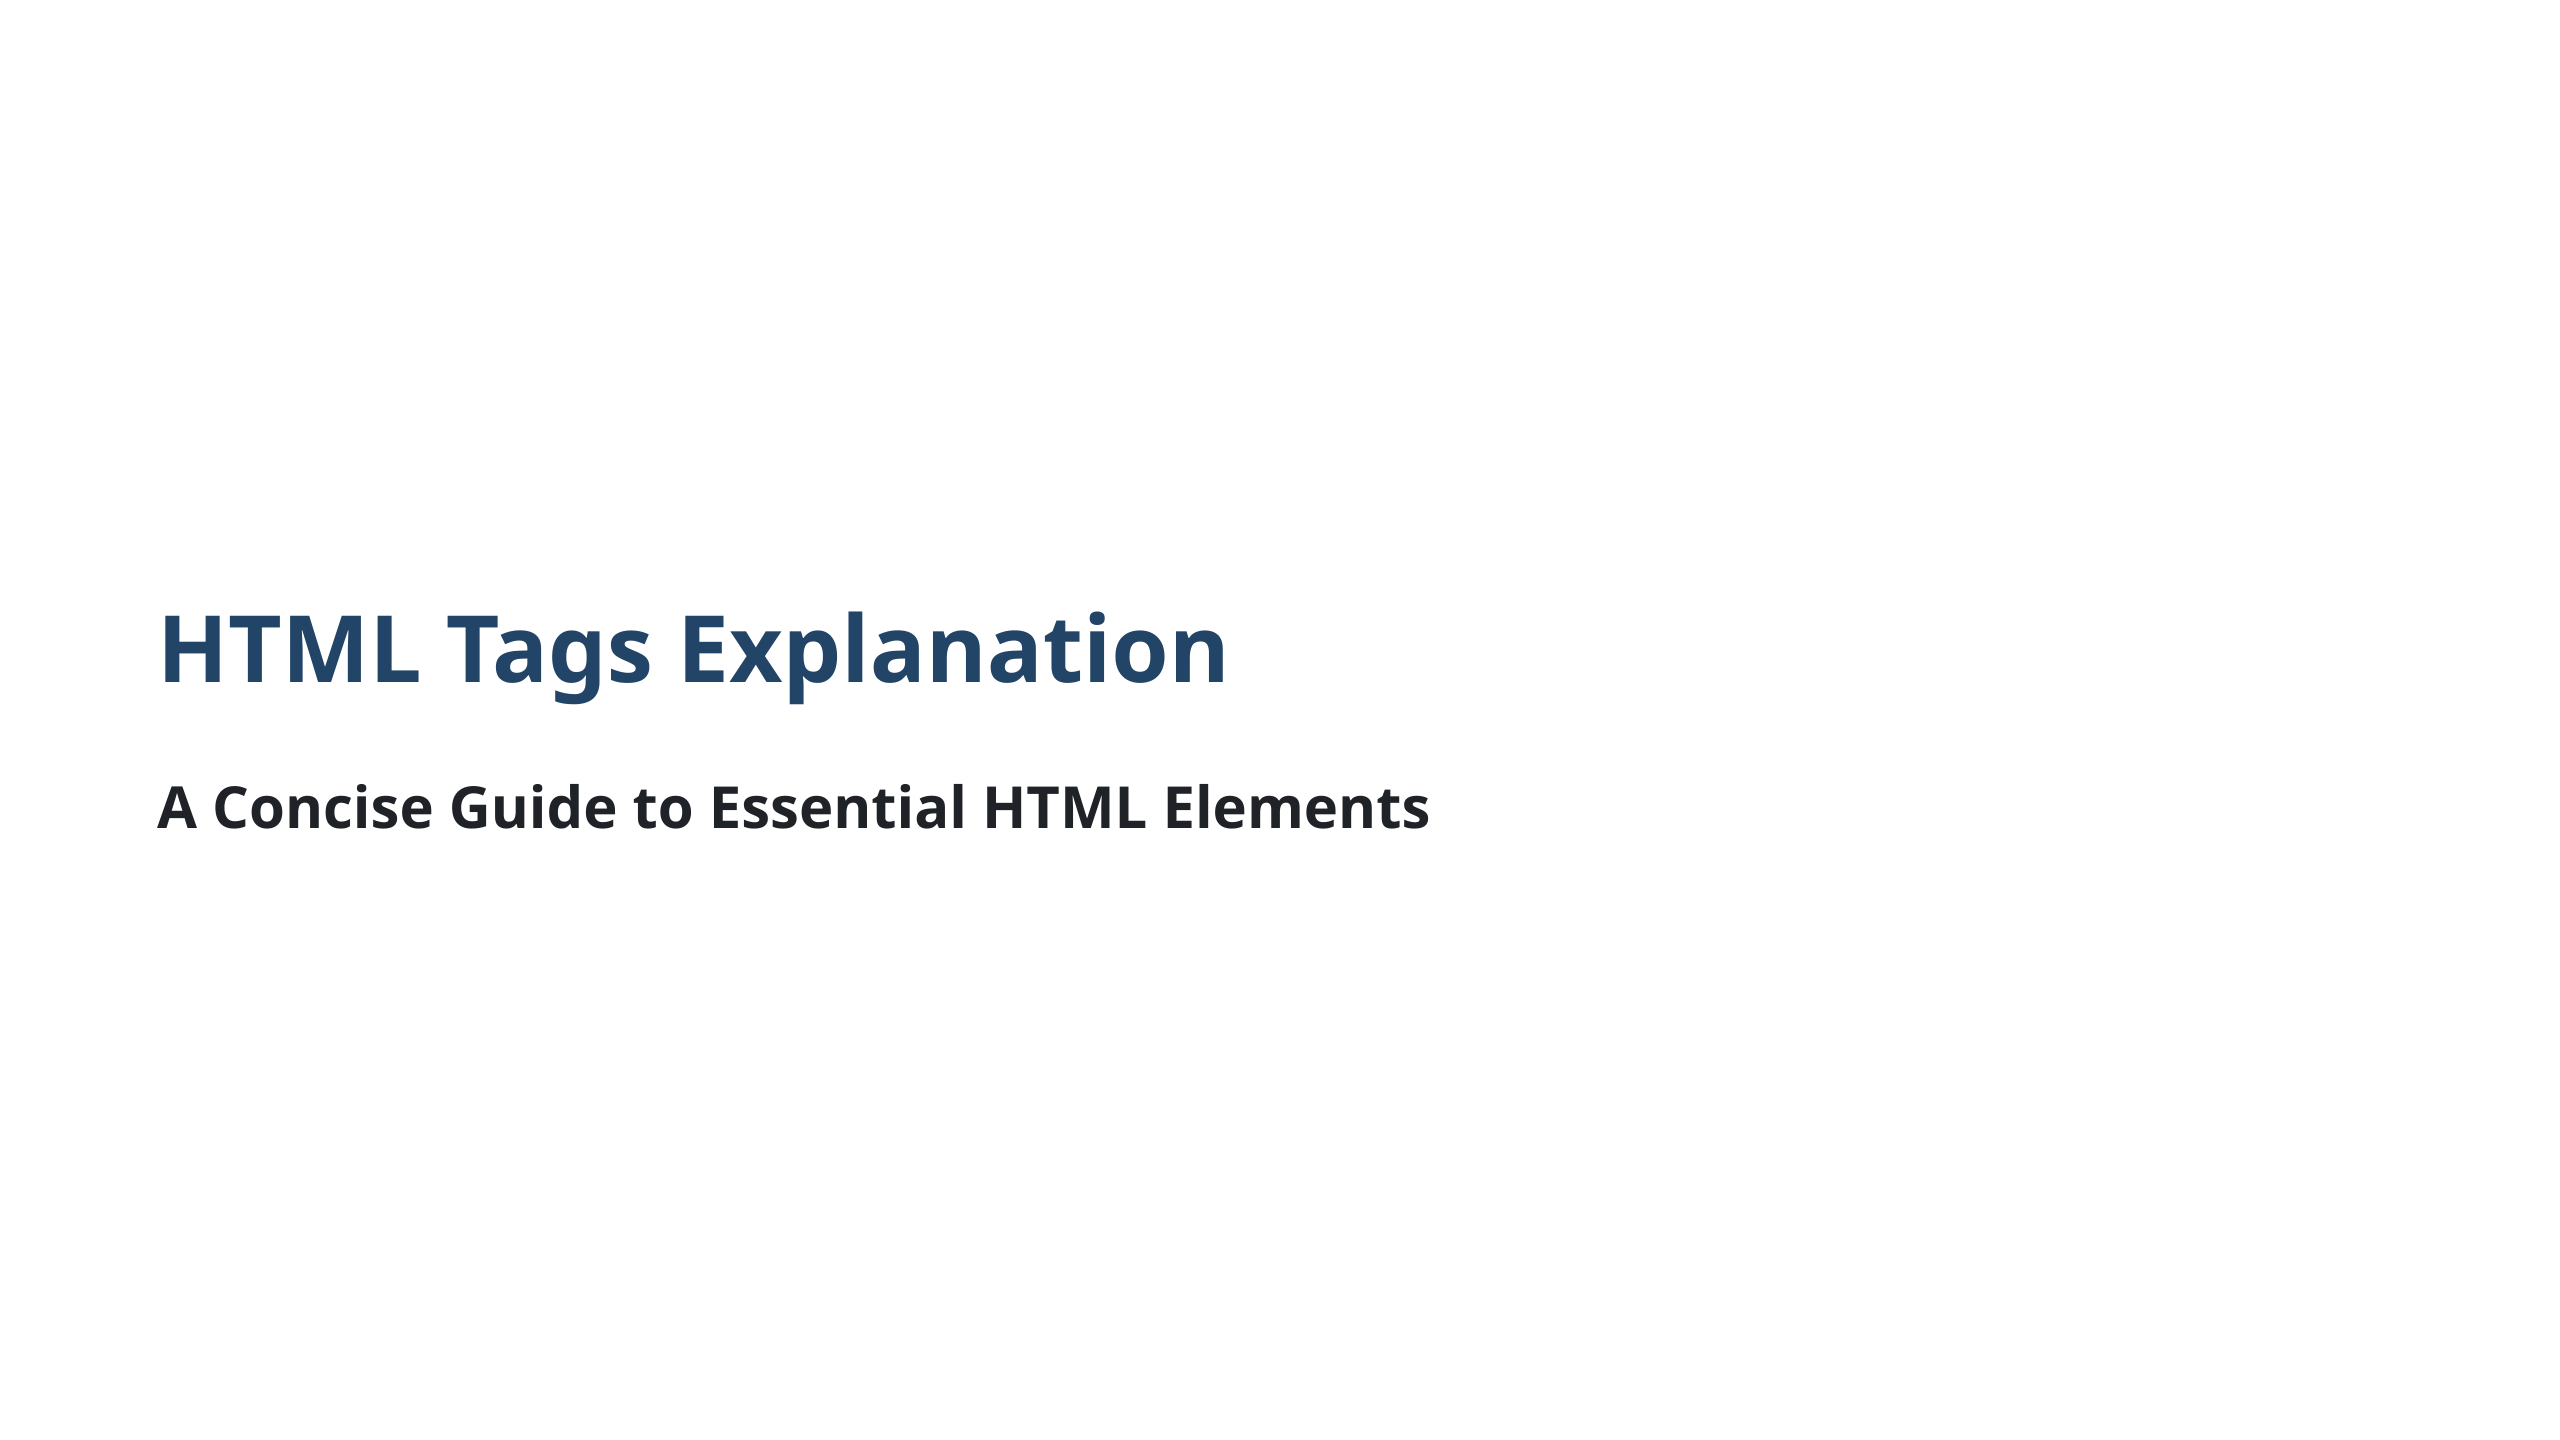 HTML Tags Explanation
A Concise Guide to Essential HTML Elements